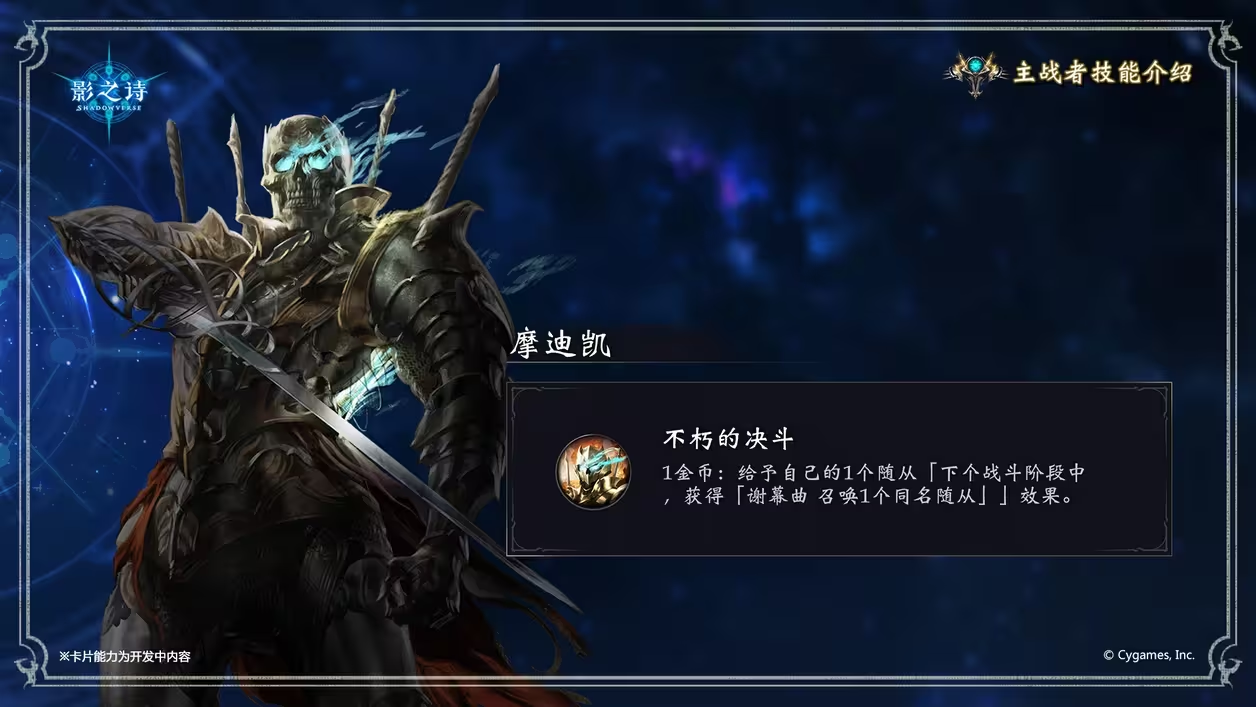 影之诗
SHADOWVERSE
主战者技能介绍
摩迪凯
不朽的决斗
1金币：给予自己的1个随从「下个战斗阶段中
，获得「谢幕曲 召唤1个同名随从」」效果。
※卡片能力为开发中内容
© Cygames, Inc.